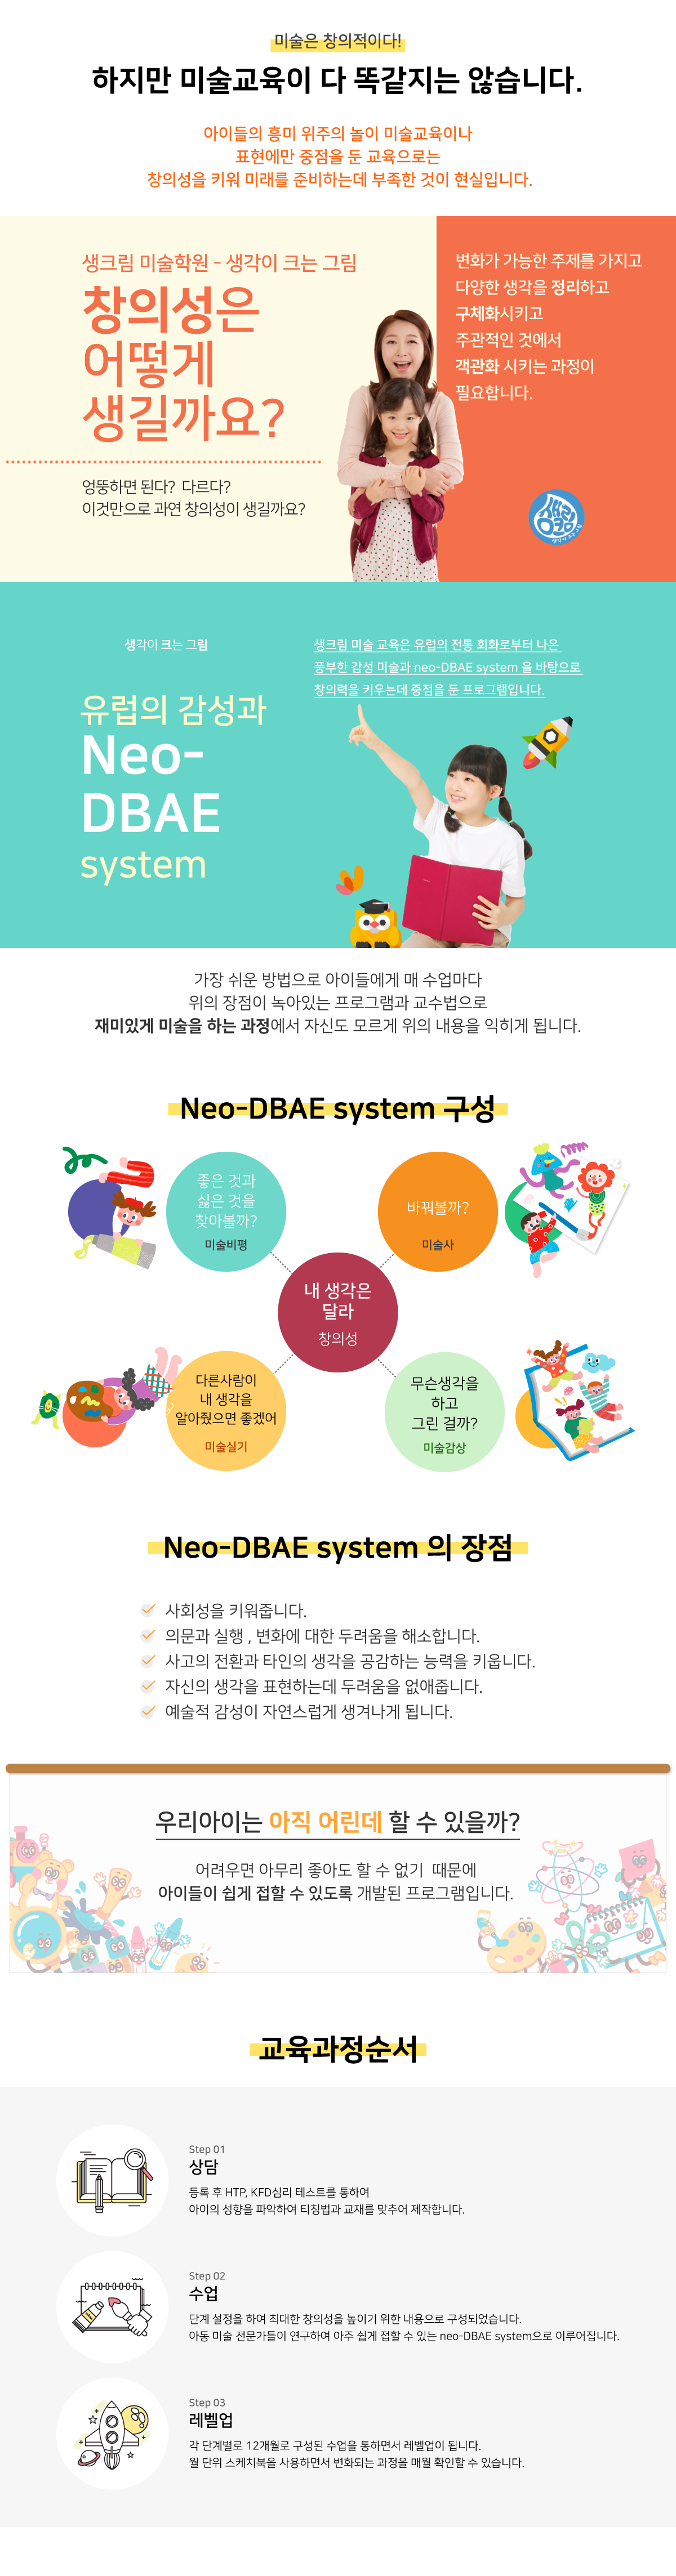 미술은 창의적이다!
하지만 미술교육이 다 똑같지는 않습니다.
아이들의 흥미 위주의 놀이 미술교육이나
표현에만 중점을 둔 교육으로는
창의성을 키워 미래를 준비하는데 부족한 것이 현실입니다.
생크림 미술학원 - 생각이 크는 그림
창의성은
어떻게
생길까요?
엉뚱하면 된다? 다르다?
이것만으로 과연 창의성이 생길까요?
변화가 가능한 주제를 가지고
다양한 생각을 정리하고
구체화시키고
주관적인 것에서
객관화 시키는 과정이
필요합니다.
생크림
생각이 크는 그림
생각이 크는 그림
유럽의 감성과
Neo-
DBAE
system
생크림 미술 교육은 유럽의 전통 회화로부터 나온
풍부한 감성 미술과 neo-DBAE system 을 바탕으로
창의력을 키우는데 중점을 둔 프로그램입니다.
가장 쉬운 방법으로 아이들에게 매 수업마다
위의 장점이 녹아있는 프로그램과 교수법으로
재미있게 미술을 하는 과정에서 자신도 모르게 위의 내용을 익히게 됩니다.
Neo-DBAE system 구성
좋은 것과
싫은 것을
찾아볼까?
미술비평
바꿔볼까?
미술사
내 생각은
달라
창의성
다른사람이
내 생각을
알아줬으면 좋겠어
미술실기
무슨생각을
하고
그린 걸까?
미술감상
Neo-DBAE system 의 장점
사회성을 키워줍니다.
의문과 실행 , 변화에 대한 두려움을 해소합니다.
사고의 전환과 타인의 생각을 공감하는 능력을 키웁니다.
자신의 생각을 표현하는데 두려움을 없애줍니다.
예술적 감성이 자연스럽게 생겨나게 됩니다.
우리아이는 아직 어린데 할 수 있을까?
어려우면 아무리 좋아도 할 수 없기 때문에
아이들이 쉽게 접할 수 있도록 개발된 프로그램입니다.
교육과정순서
Step 01
상담
등록 후 HTP, KFD심리 테스트를 통하여
아이의 성향을 파악하여 티칭법과 교재를 맞추어 제작합니다.
Step 02
수업
단계 설정을 하여 최대한 창의성을 높이기 위한 내용으로 구성되었습니다.
아동 미술 전문가들이 연구하여 아주 쉽게 접할 수 있는 neo-DBAE system으로 이루어집니다.
Step 03
레벨업
각 단계별로 12개월로 구성된 수업을 통하면서 레벨업이 됩니다.
월 단위 스케치북을 사용하면서 변화되는 과정을 매월 확인할 수 있습니다.